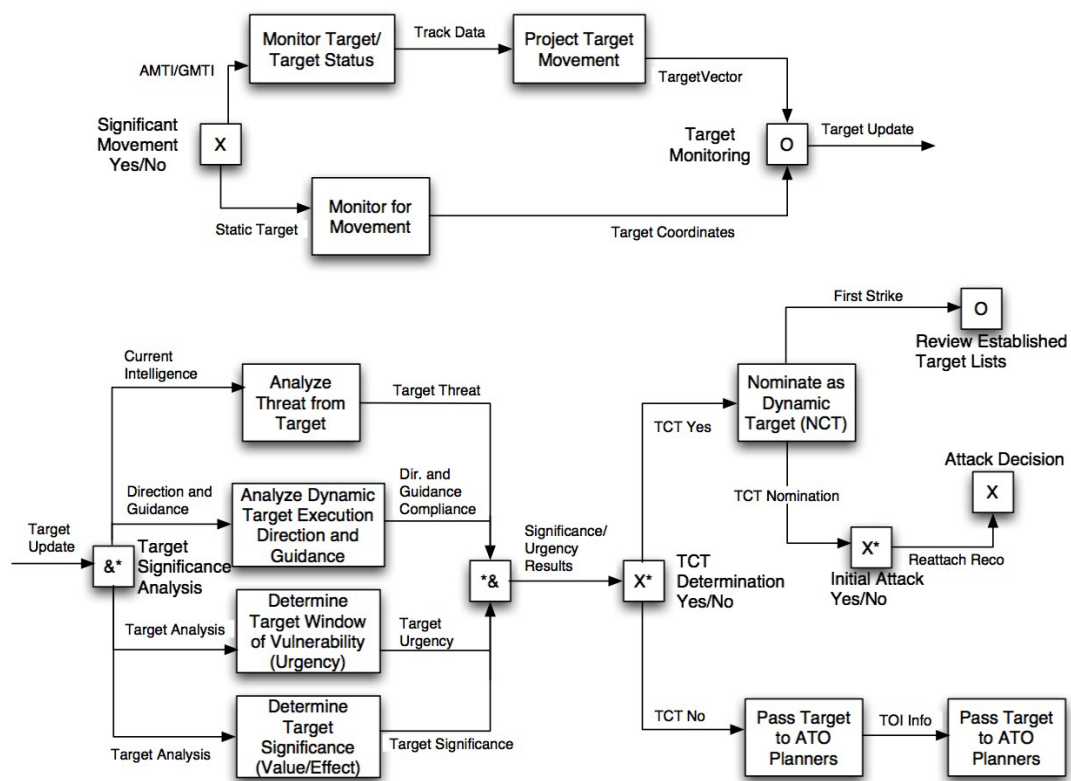 Monitor Target/
Target Status
Track Data
Project Target
Movement
AMTI/GMTI
TargetVector
Significant
Movement
Yes/No
X
Target
Monitoring
O
Target Update
Monitor for
Movement
Static Target
Target Coordinates
First Strike
O
Review Established
Target Lists
Current
Intelligence
Analyze
Threat from
Target
Target Threat
Nominate as
Dynamic
Target (NCT)
TCT Yes
Direction and
Guidance
Analyze Dynamic
Target Execution
Direction and
Guidance
Dir. and
Guidance
Compliance
TCT Nomination
Attack Decision
X
Target
Update
&*
Target
Significance
Analysis
*&
Significance/
Urgency
Results
X*
TCT
Determination
Yes/No
X*
Initial Attack
Yes/No
Reattach Reco
Target Analysis
Determine
Target Window
of Vulnerability
(Urgency)
Target
Urgency
Target Analysis
Determine
Target
Significance
(Value/Effect)
Target Significance
TCT No
Pass Target
to ATO
Planners
TOI Info
Pass Target
to ATO
Planners